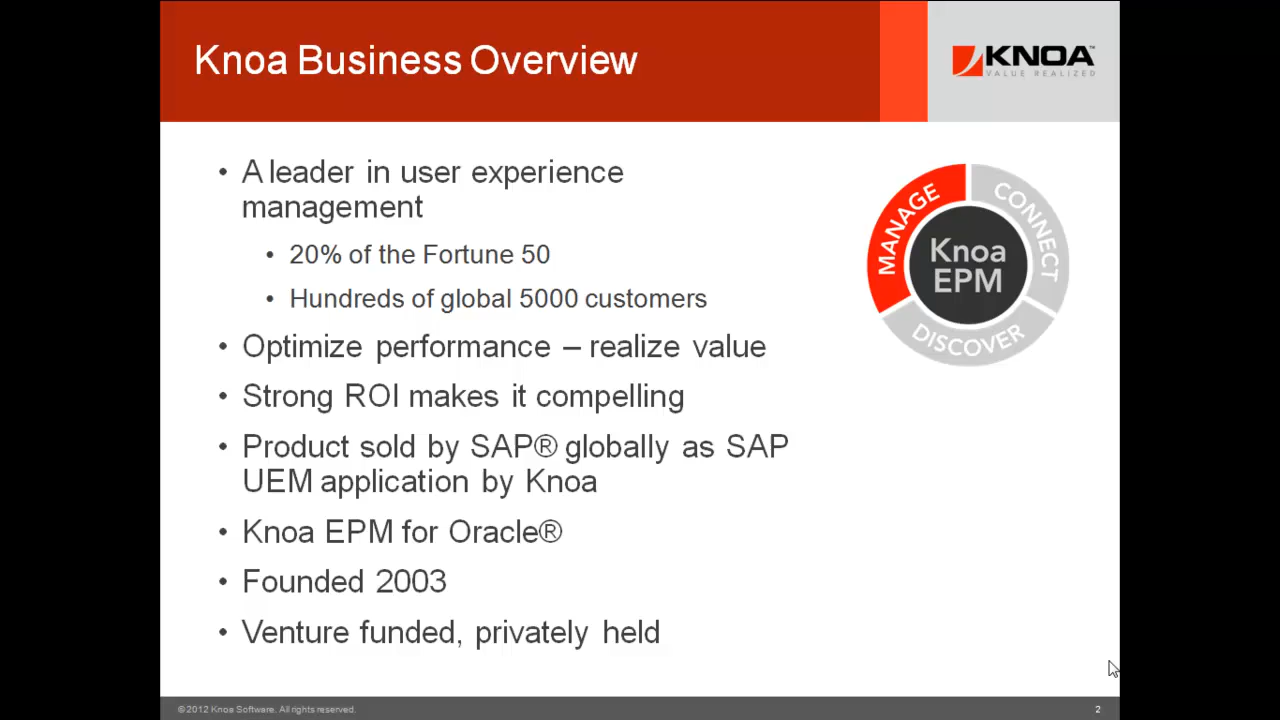 Knoa Business Overview
KNOA™
VALUE REALIZED
• A leader in user experience
management
• 20% of the Fortune 50
• Hundreds of global 5000 customers
• Optimize performance – realize value
• Strong ROI makes it compelling
• Product sold by SAP® globally as SAP
UEM application by Knoa
• Knoa EPM for Oracle®
• Founded 2003
• Venture funded, privately held
MANAGE
CONNECT
DISCOVER
Knoa
EPM
© 2012 Knoa Software. All rights reserved.
2